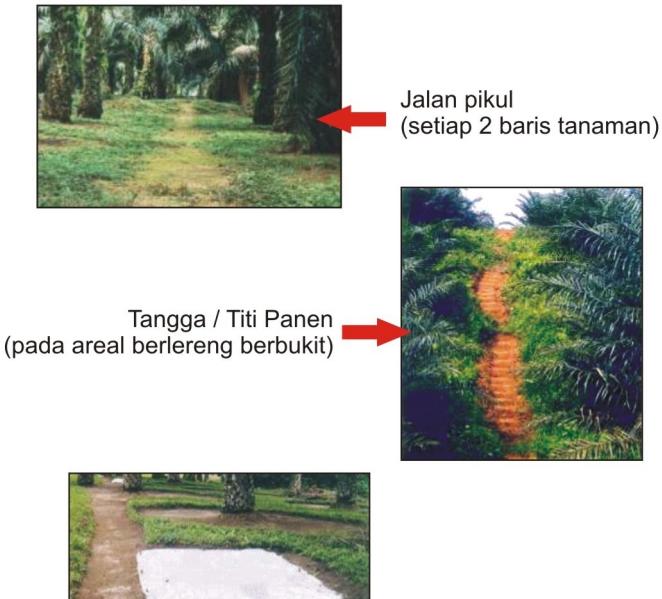 Jalan pikul
(setiap 2 baris tanaman)
Tangga / Titi Panen
(pada areal berlereng berbukit)